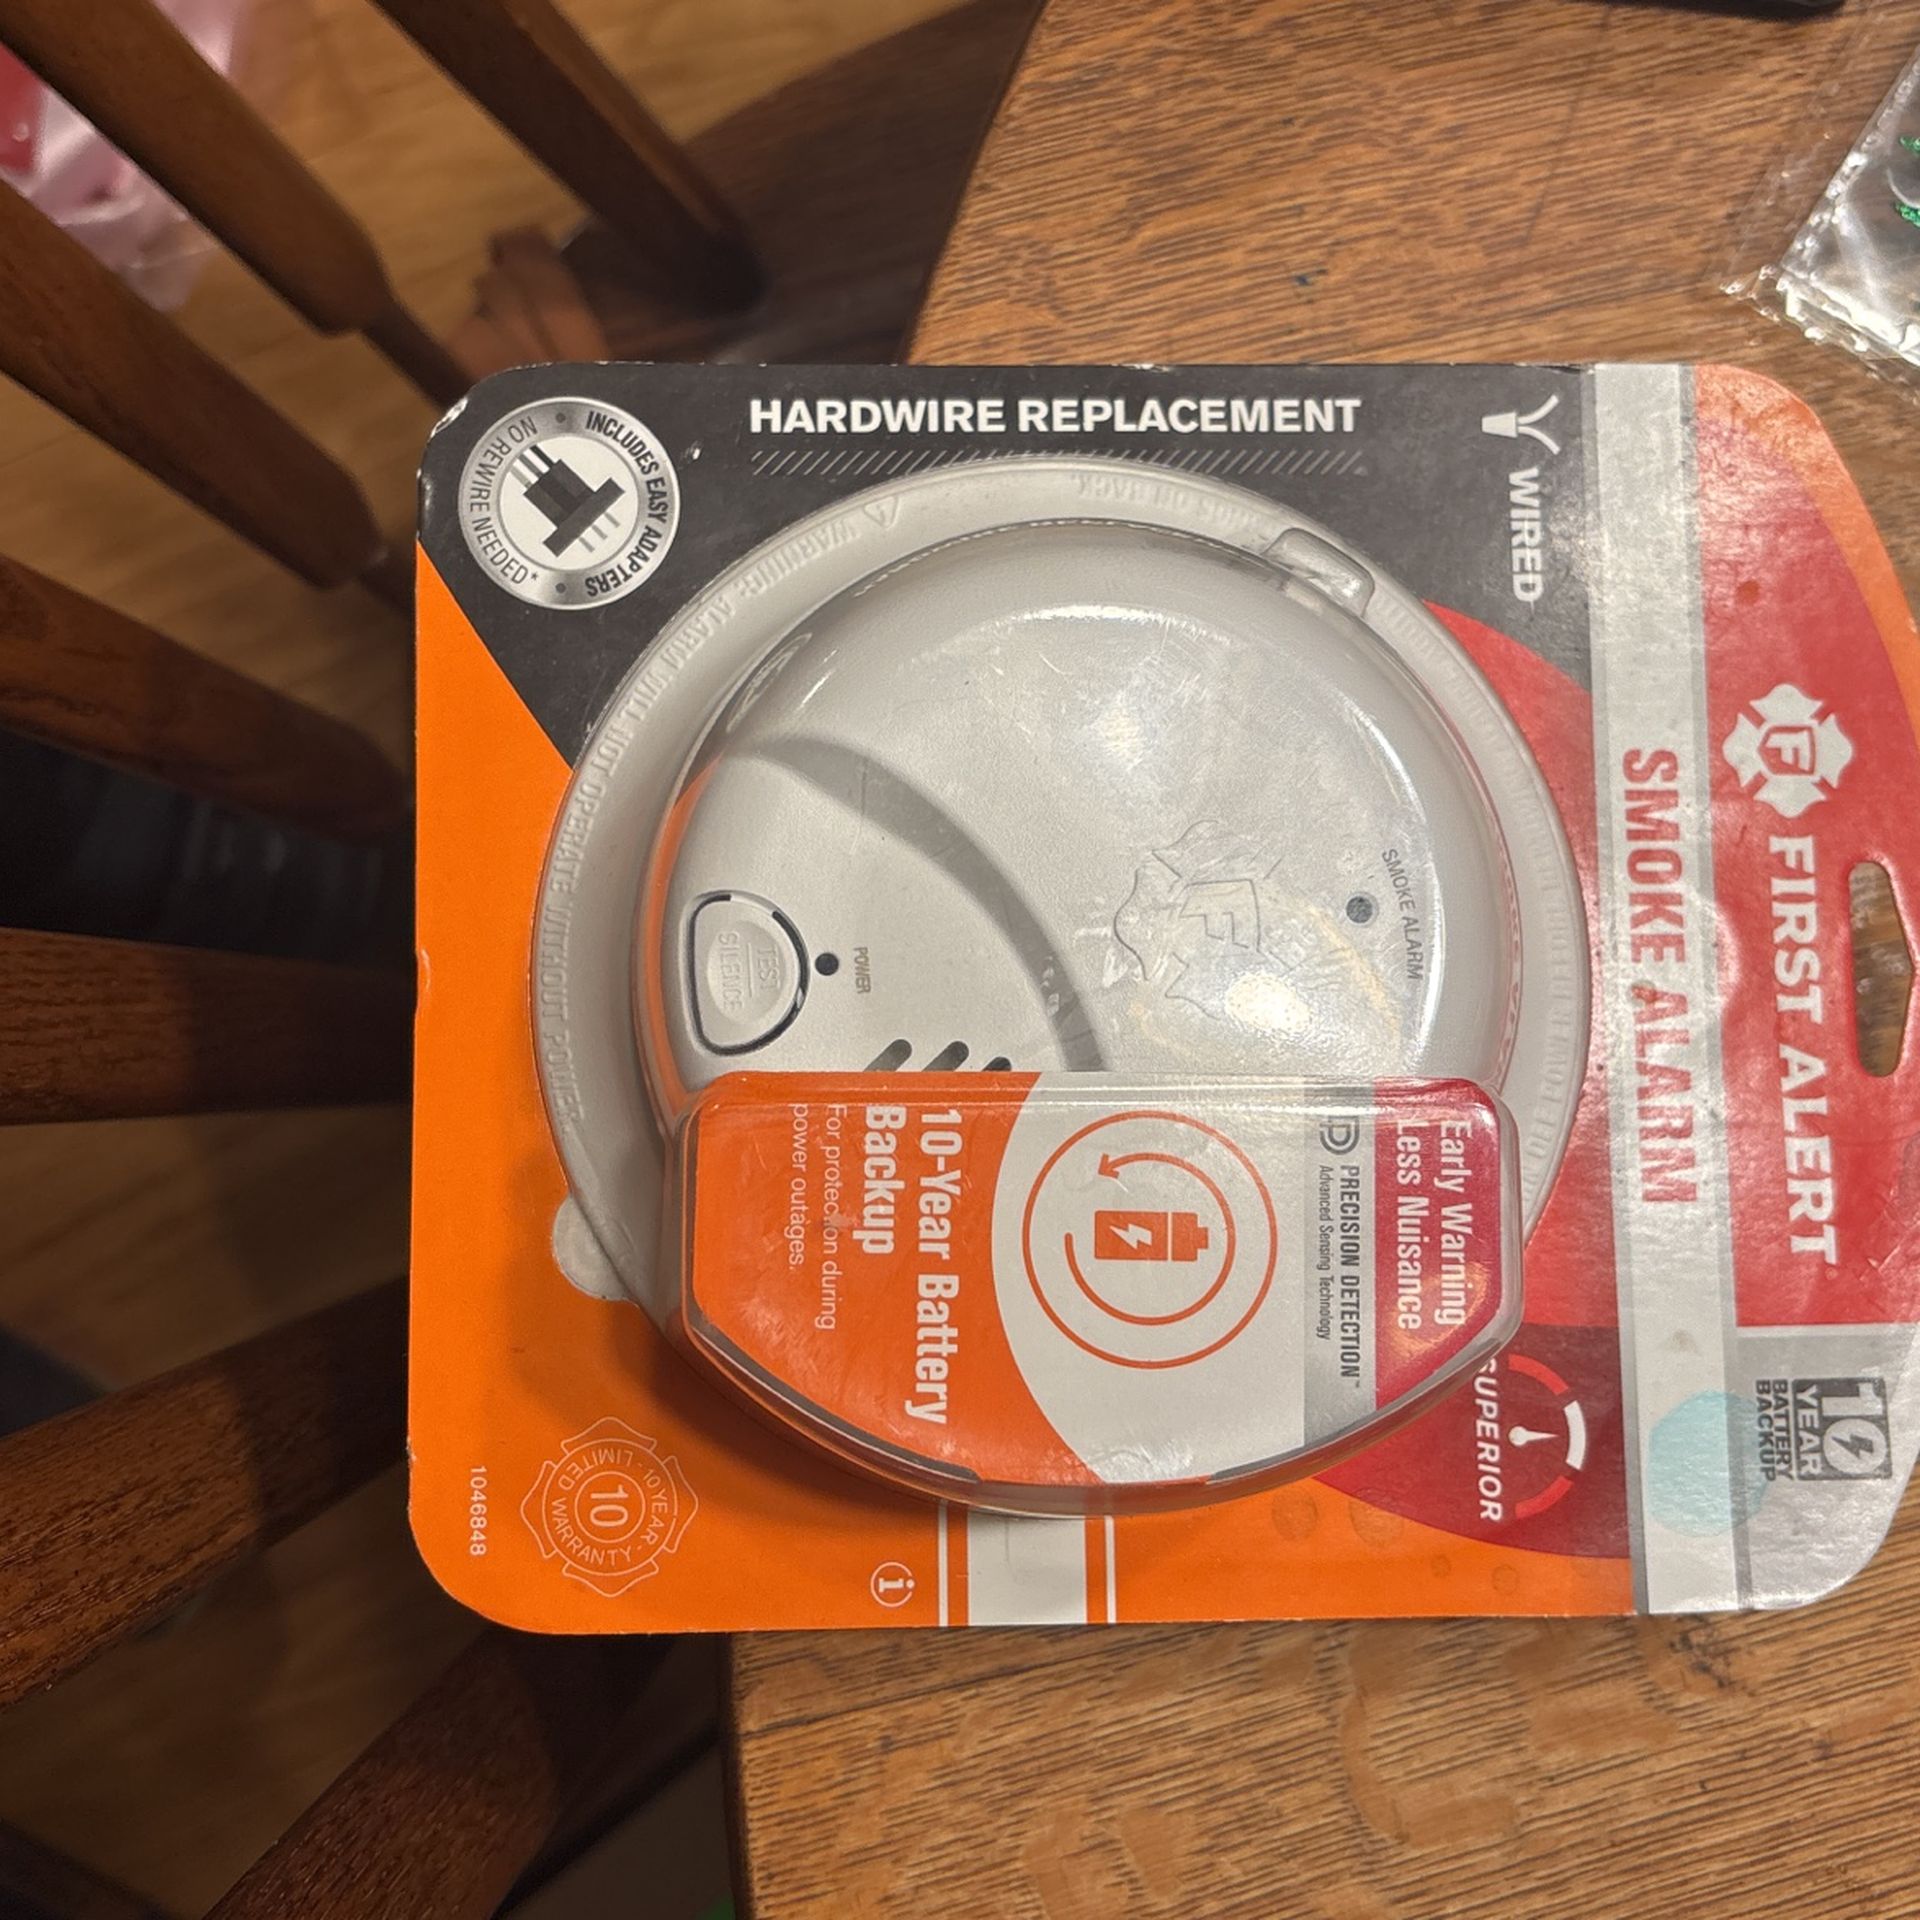 FIRST ALERT
10
YEAR
BATTERY
BACKUP
SMOKE ALARM
WIRED
SUPERIOR
HARDWIRE REPLACEMENT
INCLUDES EASY ADAPTERS
NO REWIRE NEEDED*
SMOKE ALARM
POWER
TEST
SILENCE
WARNING: ALARM WILL NOT OPERATE WITHOUT POWER
Early Warning
Less Nuisance
PRECISION DETECTION™
Advanced Sensing Technology
10-Year Battery
Backup
For protection during
power outages.
10 YEAR
10
LIMITED WARRANTY
1046848